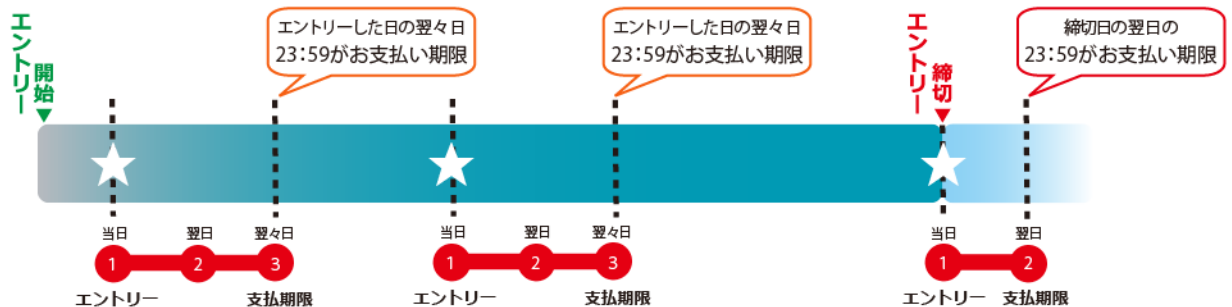 エントリー
開始
エントリーした日の翌々日
23:59がお支払い期限
エントリーした日の翌々日
23:59がお支払い期限
エントリー
締切
締切日の翌日の
23:59がお支払い期限
当日 翌日 翌々日
1 2 3
エントリー 支払期限
当日 翌日 翌々日
1 2 3
エントリー 支払期限
当日 翌日
1 2
エントリー 支払期限